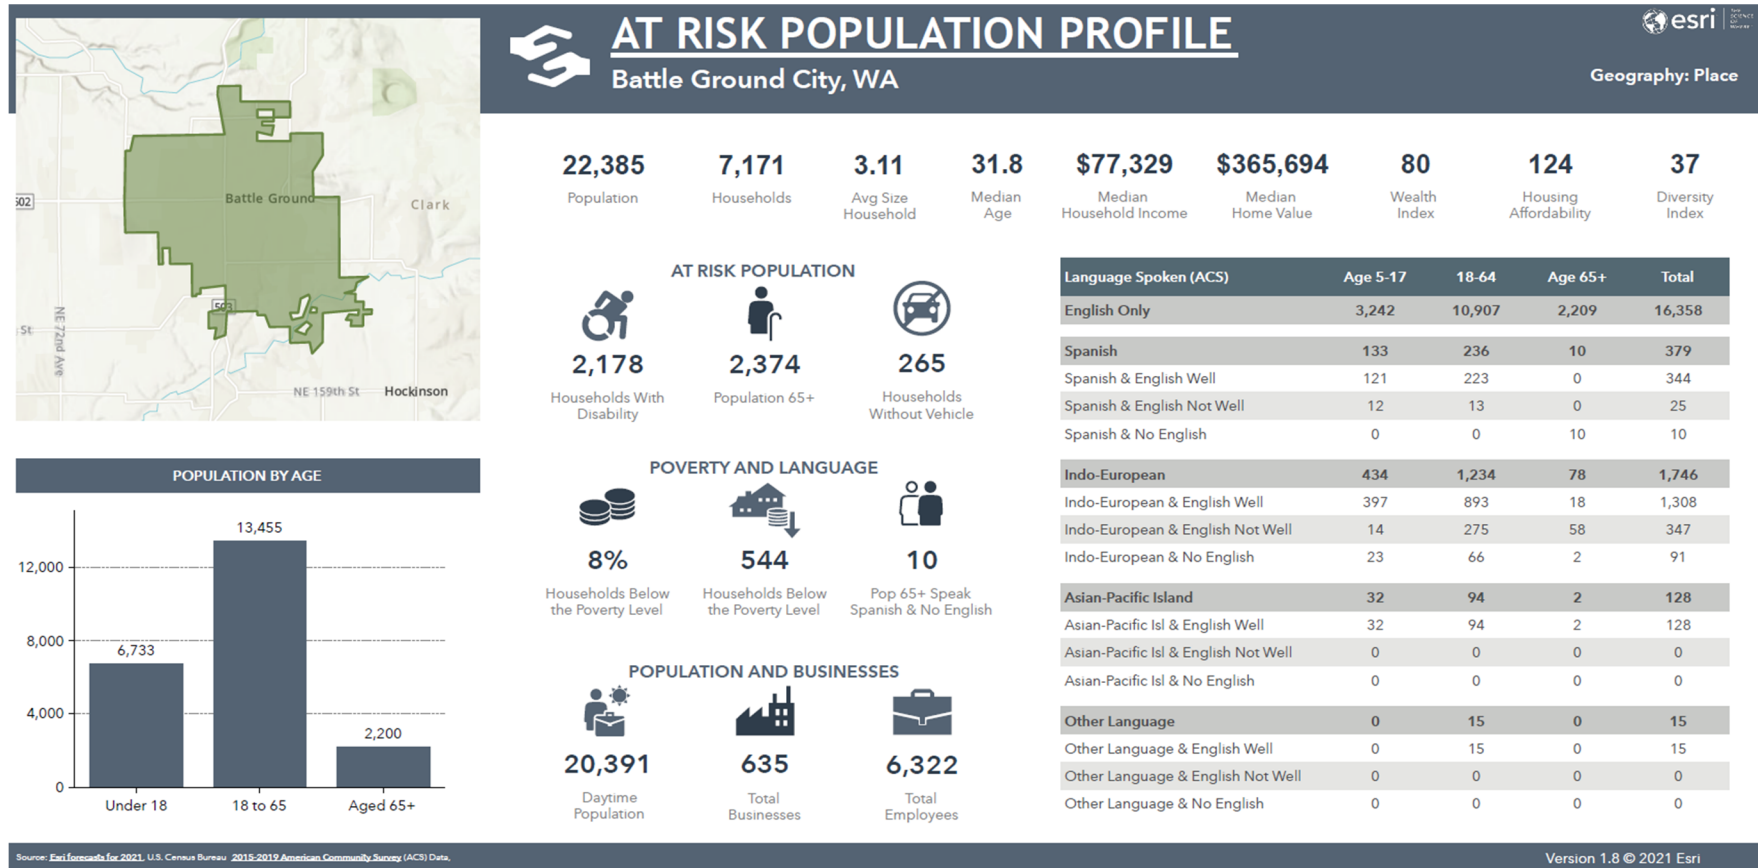 AT RISK POPULATION PROFILE
Battle Ground City, WA
esri
THE
SCIENCE
OF
WHERE
Geography: Place
Battle Ground
Clark
502
503
NE 72nd Ave
St
NE 159th St
Hockinson
22,385
Population
7,171
Households
3.11
Avg Size
Household
31.8
Median
Age
$77,329
Median
Household Income
$365,694
Median
Home Value
80
Wealth
Index
124
Housing
Affordability
37
Diversity
Index
AT RISK POPULATION
2,178
Households With
Disability
2,374
Population 65+
265
Households
Without Vehicle
POVERTY AND LANGUAGE
8%
Households Below
the Poverty Level
544
Households Below
the Poverty Level
10
Pop 65+ Speak
Spanish & No English
POPULATION AND BUSINESSES
20,391
Daytime
Population
635
Total
Businesses
6,322
Total
Employees
Language Spoken (ACS) Age 5-17 18-64 Age 65+ Total
English Only 3,242 10,907 2,209 16,358
Spanish 133 236 10 379
Spanish & English Well 121 223 0 344
Spanish & English Not Well 12 13 0 25
Spanish & No English 0 0 10 10
Indo-European 434 1,234 78 1,746
Indo-European & English Well 397 893 18 1,308
Indo-European & English Not Well 14 275 58 347
Indo-European & No English 23 66 2 91
Asian-Pacific Island 32 94 2 128
Asian-Pacific Isl & English Well 32 94 2 128
Asian-Pacific Isl & English Not Well 0 0 0 0
Asian-Pacific Isl & No English 0 0 0 0
Other Language 0 15 0 15
Other Language & English Well 0 15 0 15
Other Language & English Not Well 0 0 0 0
Other Language & No English 0 0 0 0
POPULATION BY AGE
12,000
8,000
4,000
0
6,733
13,455
2,200
Under 18
18 to 65
Aged 65+
Source: Esri forecasts for 2021, U.S. Census Bureau 2015-2019 American Community Survey (ACS) Data,
Version 1.8 © 2021 Esri